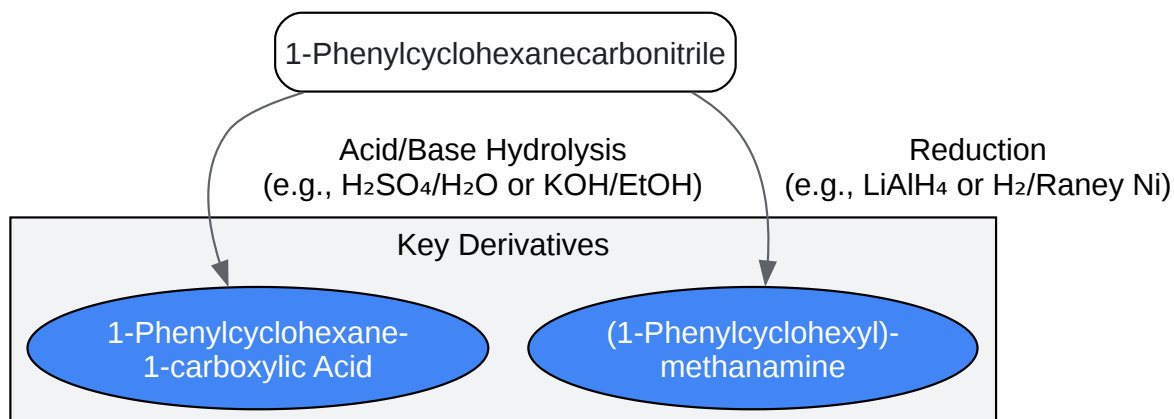 1-Phenylcyclohexanecarbonitrile
Acid/Base Hydrolysis
(e.g., H₂SO₄/H₂O or KOH/EtOH)
Reduction
(e.g., LiAlH₄ or H₂/Raney Ni)
Key Derivatives
1-Phenylcyclohexane-
1-carboxylic Acid
(1-Phenylcyclohexyl)-
methanamine